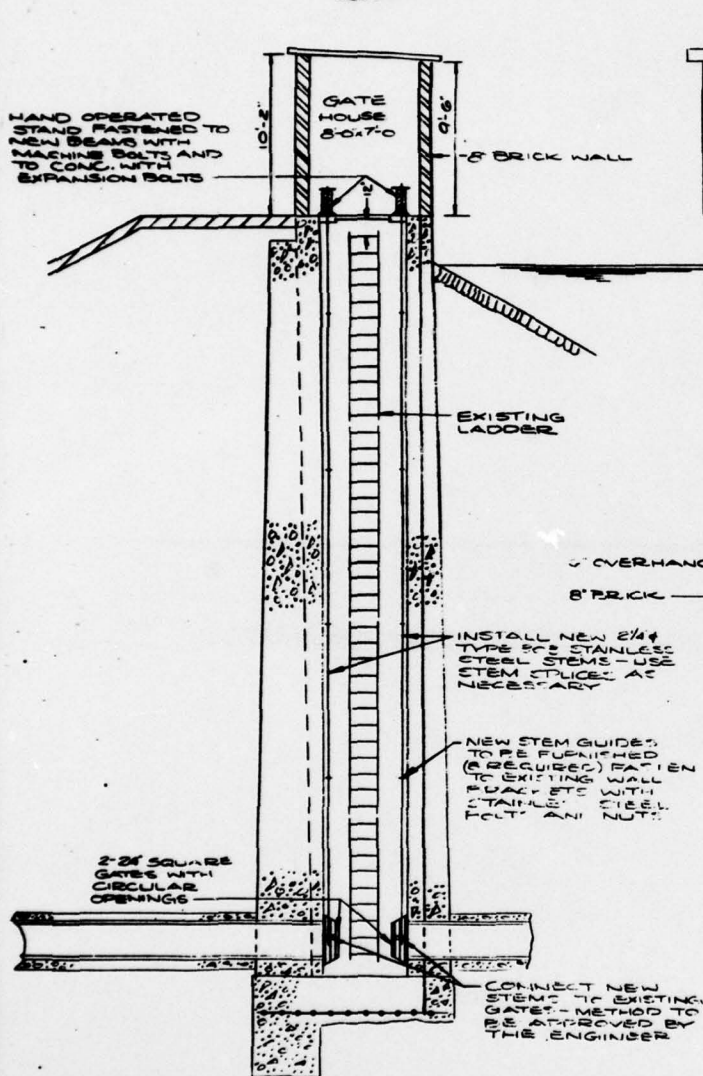 10'-2"
GATE
HOUSE
8'-0"x7'-0
9'-6"
HAND OPERATED
STAND FASTENED TO
NEW BEAMS WITH
MACHINE BOLTS AND
TO CONC. WITH
EXPANSION BOLTS
8" BRICK WALL
EXISTING
LADDER
OVERHANG
8" BRICK
INSTALL NEW 2¼"φ
TYPE STAINLESS
STEEL STEMS - USE
STEM SPLICES AS
NECESSARY
NEW STEM GUIDES
TO BE FURNISHED
(8 REQUIRED) FASTEN
TO EXISTING WALL
BRACKETS WITH
STAINLESS STEEL
BOLTS AND NUTS
2-24" SQUARE
GATES WITH
CIRCULAR
OPENINGS
CONNECT NEW
STEMS TO EXISTING
GATES - METHOD TO
BE APPROVED BY
THE ENGINEER